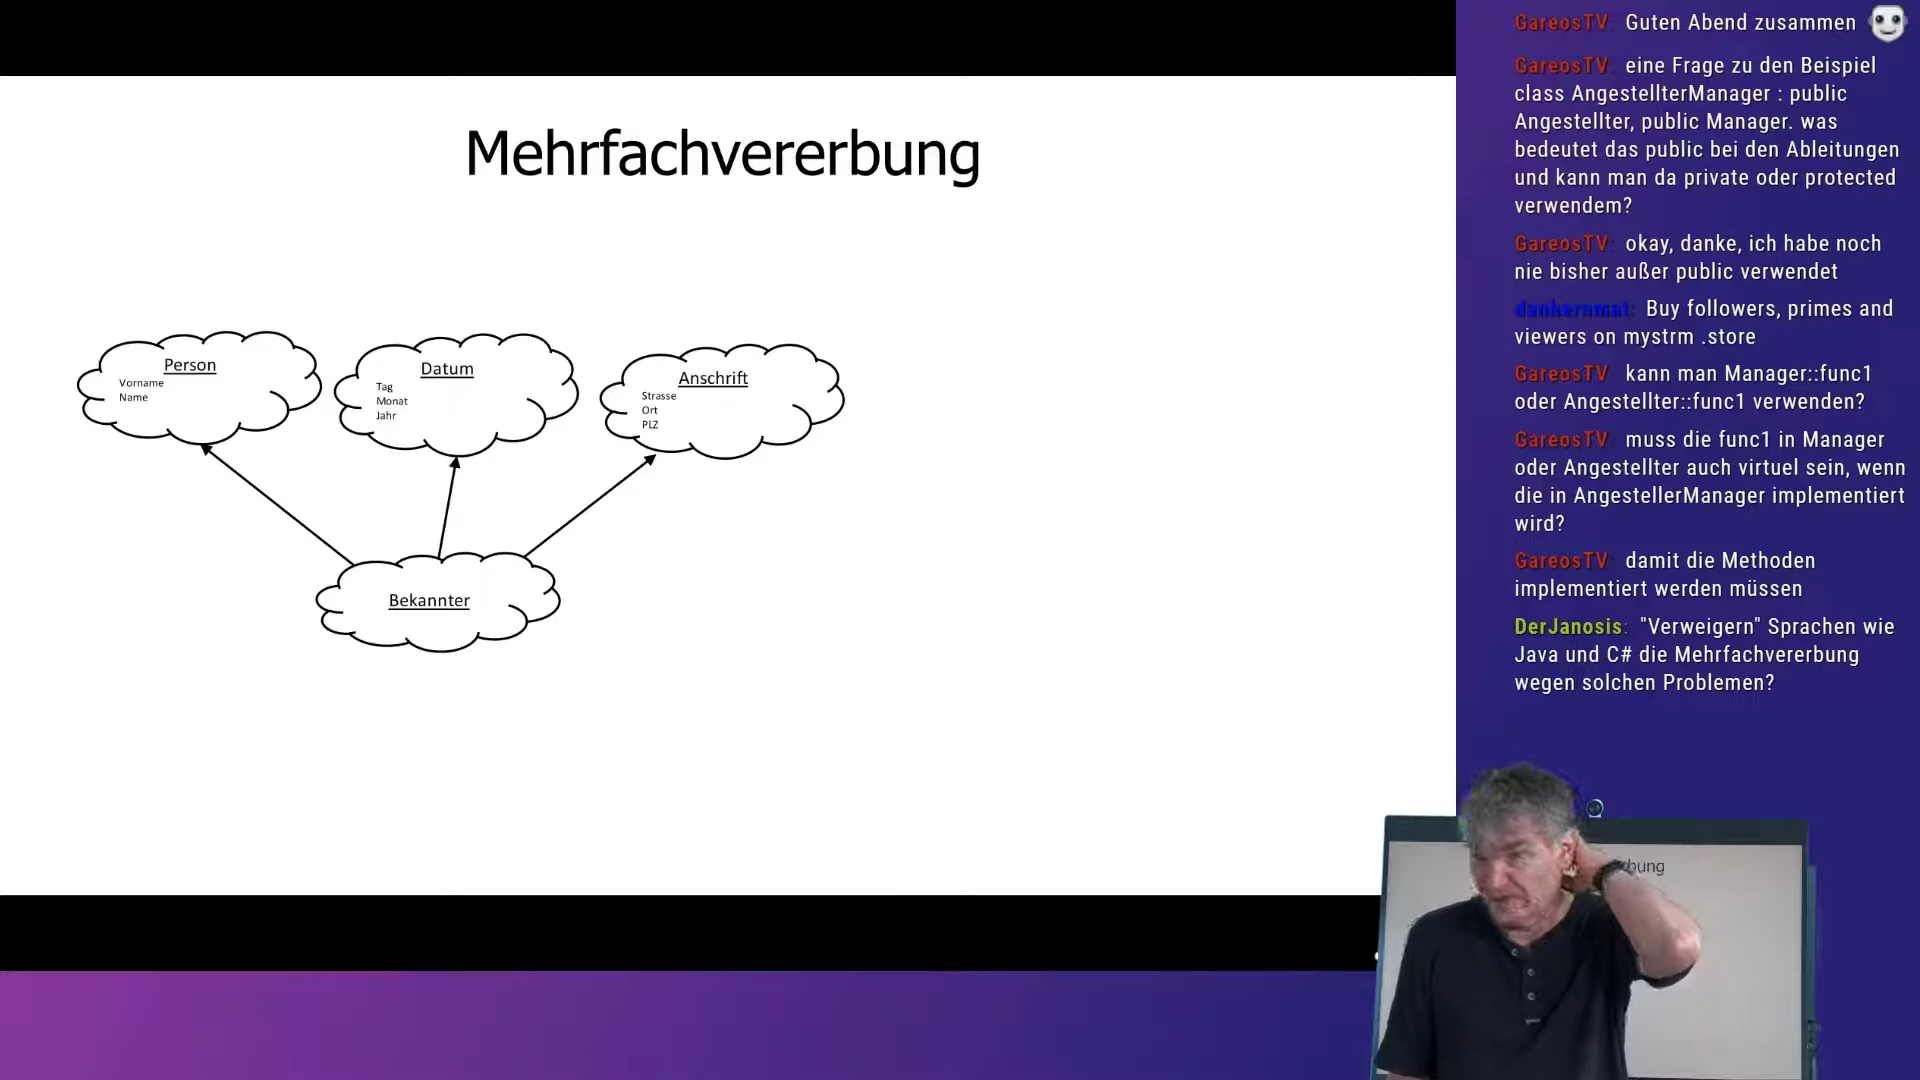 Mehrfachvererbung
Person
Vorname
Name
Datum
Tag
Monat
Jahr
Anschrift
Strasse
Ort
PLZ
Bekannter
GareosTV: Guten Abend zusammen
GareosTV: eine Frage zu den Beispiel
class AngestellterManager : public
Angestellter, public Manager. was
bedeutet das public bei den Ableitungen
und kann man da private oder protected
verwendem?
GareosTV: okay, danke, ich habe noch
nie bisher außer public verwendet
danhernmat: Buy followers, primes and
viewers on mystrm .store
GareosTV: kann man Manager::func1
oder Angestellter::func1 verwenden?
GareosTV: muss die func1 in Manager
oder Angestellter auch virtuel sein, wenn
die in AngestellerManager implementiert
wird?
GareosTV: damit die Methoden
implementiert werden müssen
DerJanosis: "Verweigern" Sprachen wie
Java und C# die Mehrfachvererbung
wegen solchen Problemen?
bung